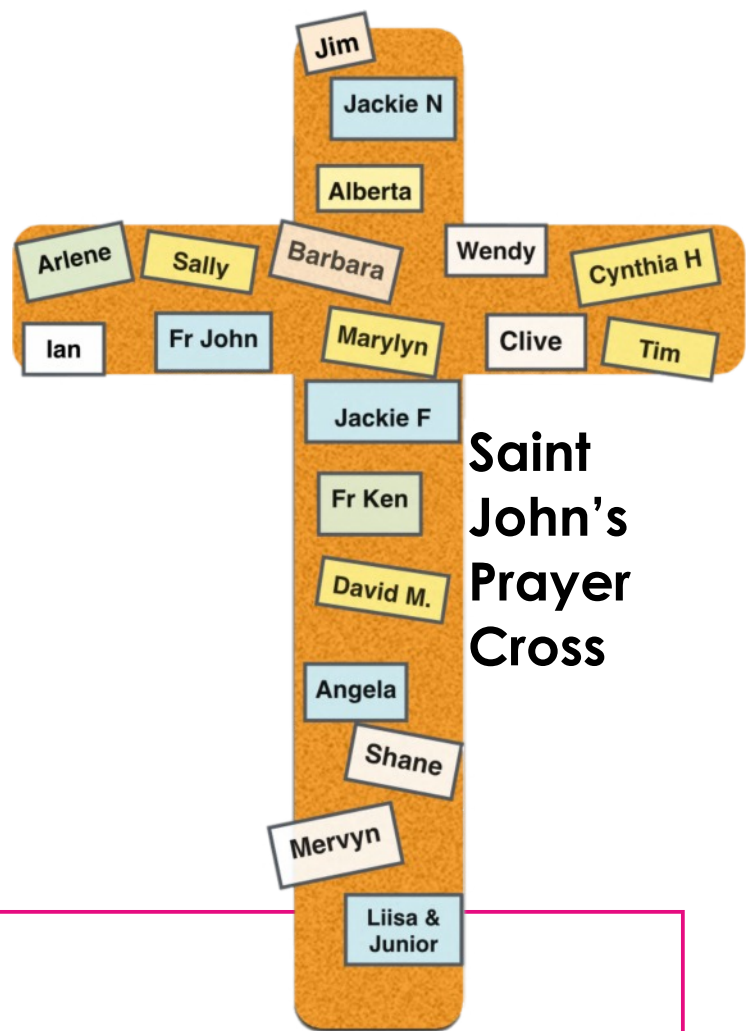 Jim
Jackie N
Alberta
Arlene
Sally
Barbara
Wendy
Cynthia H
Ian
Fr John
Marylyn
Clive
Tim
Jackie F
Saint
John’s
Prayer
Cross
Fr Ken
David M.
Angela
Shane
Mervyn
Liisa &
Junior